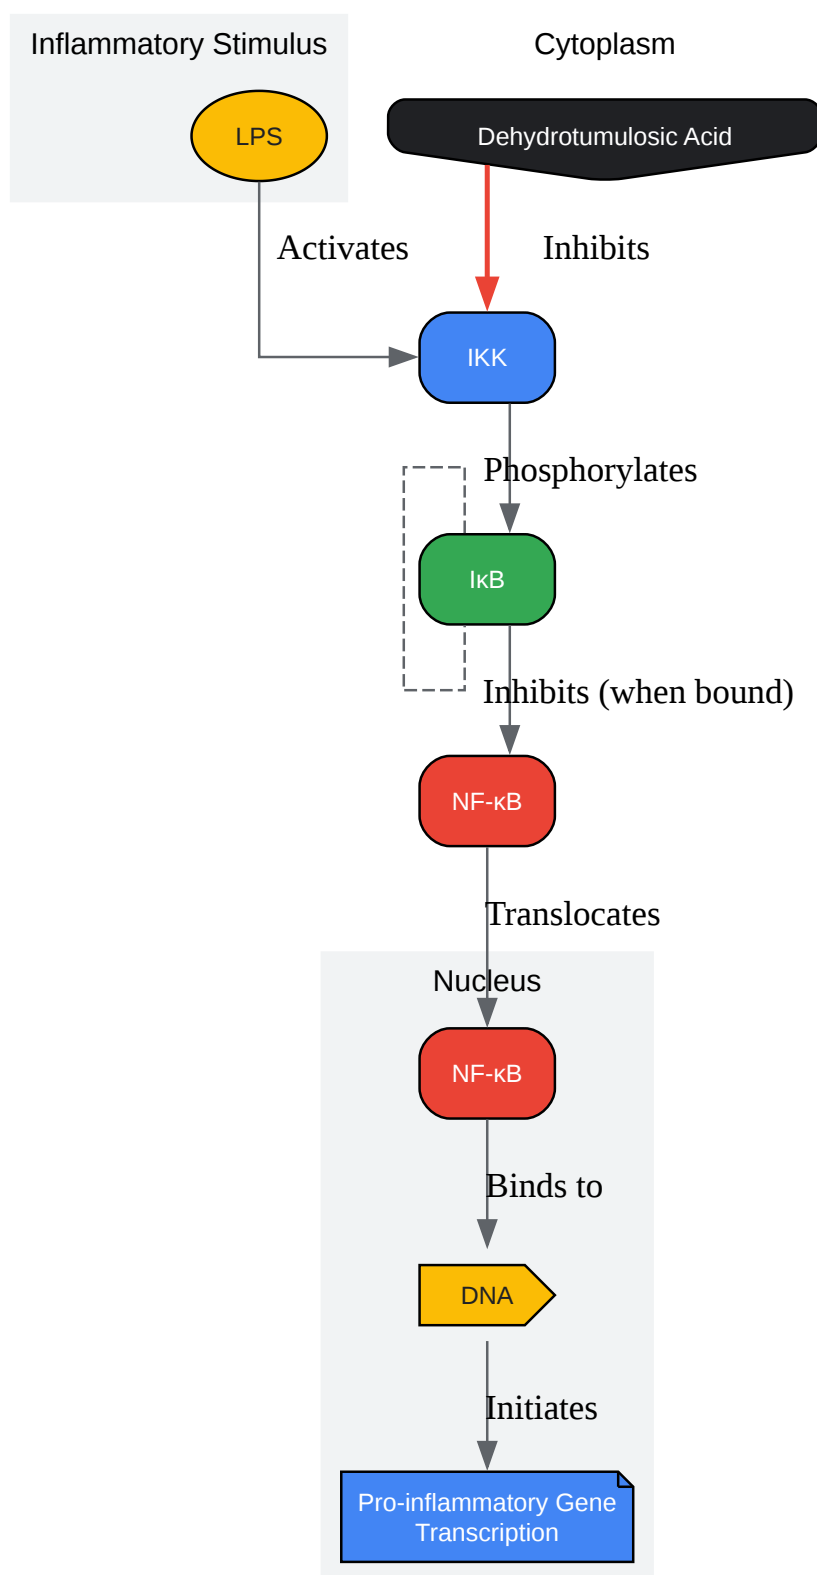 Inflammatory Stimulus
Cytoplasm
LPS
Dehydrotumulosic Acid
Activates
Inhibits
IKK
Phosphorylates
IκB
Inhibits (when bound)
NF-κB
Translocates
Nucleus
NF-κB
Binds to
DNA
Initiates
Pro-inflammatory Gene
Transcription